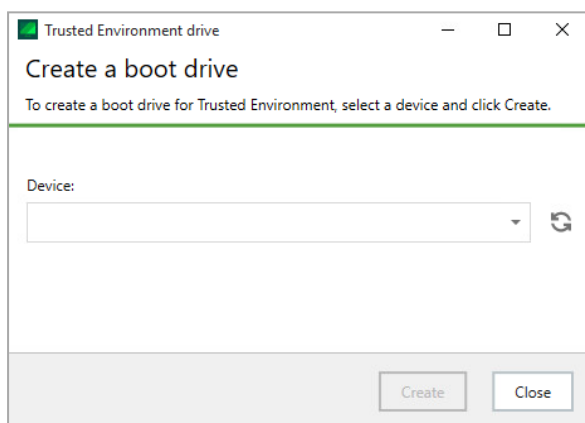 Trusted Environment drive
Create a boot drive
To create a boot drive for Trusted Environment, select a device and click Create.
Device:
Create
Close